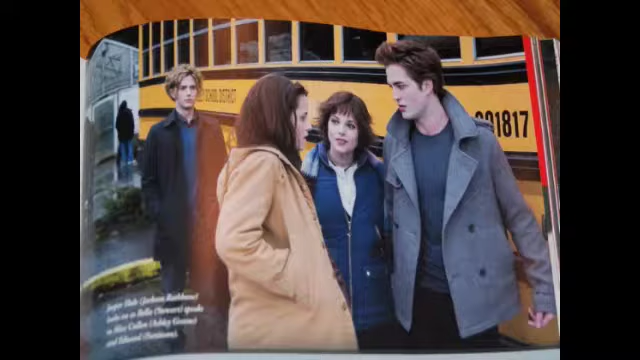 SCHOOL DISTRICT
001817
Jasper Hale (Jackson Rathbone)
looks on as Bella (Stewart) speaks
to Alice Cullen (Ashley Greene)
and Edward (Pattinson).